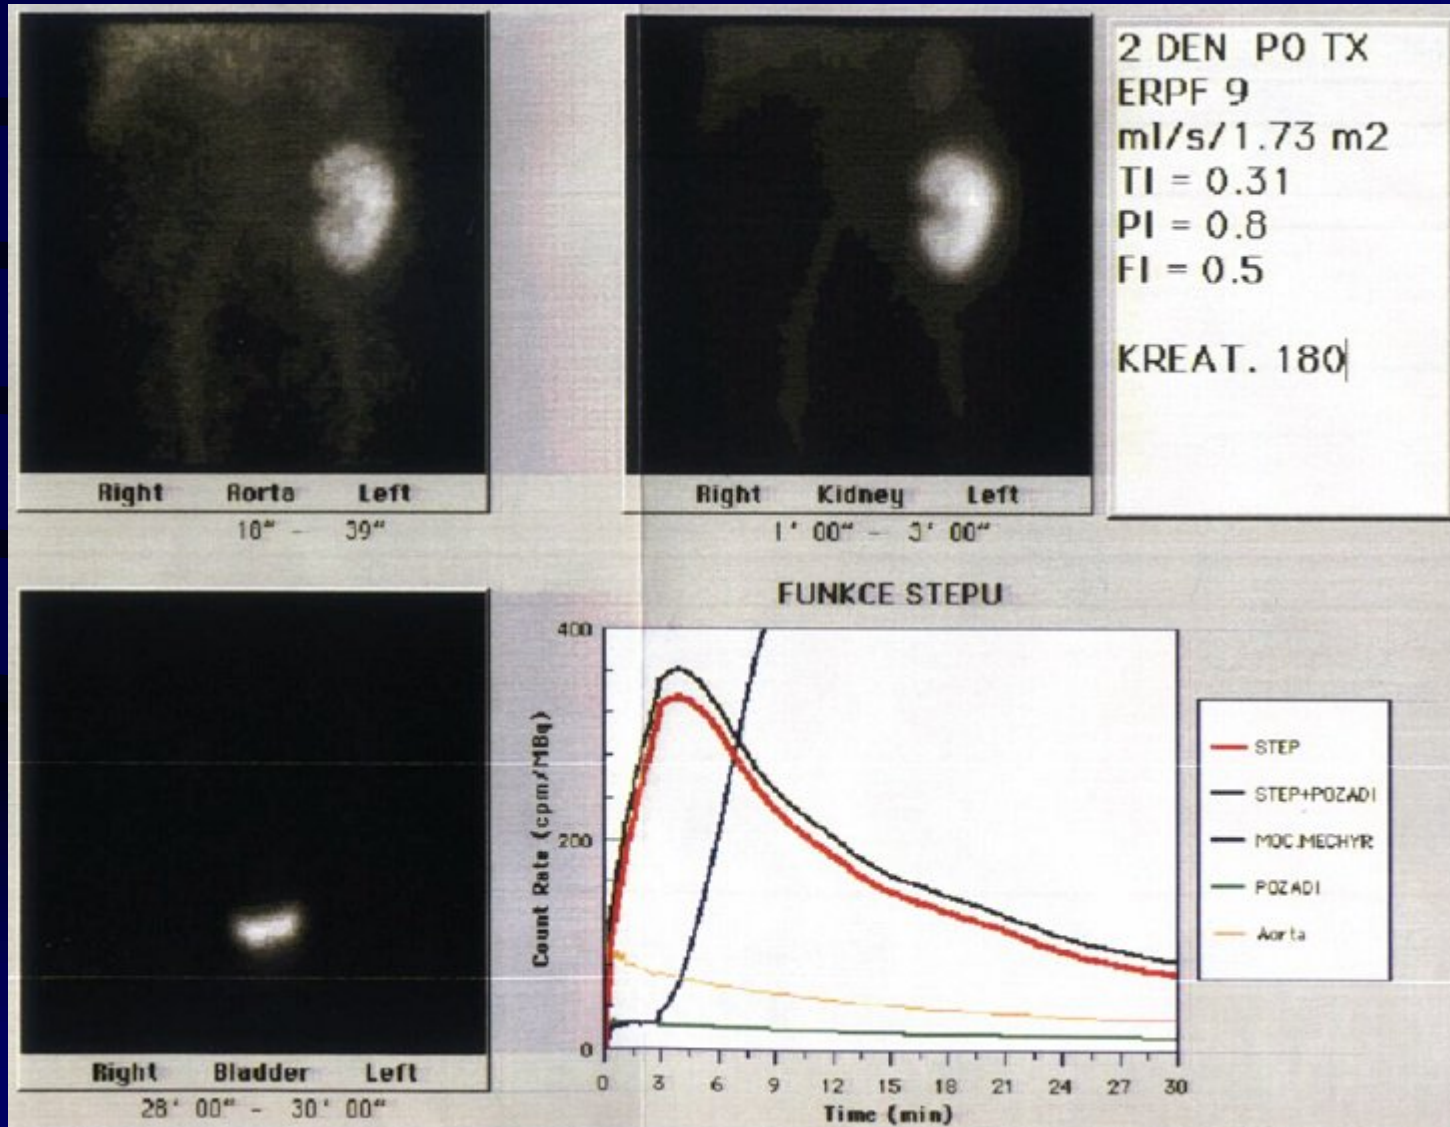 2 DEN PO TX
ERPF 9
ml/s/1.73 m2
TI = 0.31
PI = 0.8
FI = 0.5
KREAT. 180
Right Aorta Left
10" - 39"
Right Kidney Left
1' 00" - 3' 00"
Right Bladder Left
28' 00" - 30' 00"
FUNKCE STEPU
Count Rate (cpm/MBq)
400
200
0
0 3 6 9 12 15 18 21 24 27 30
Time (min)
STEP
STEP+POZADI
MOC.MECHYR
POZADI
Aorta